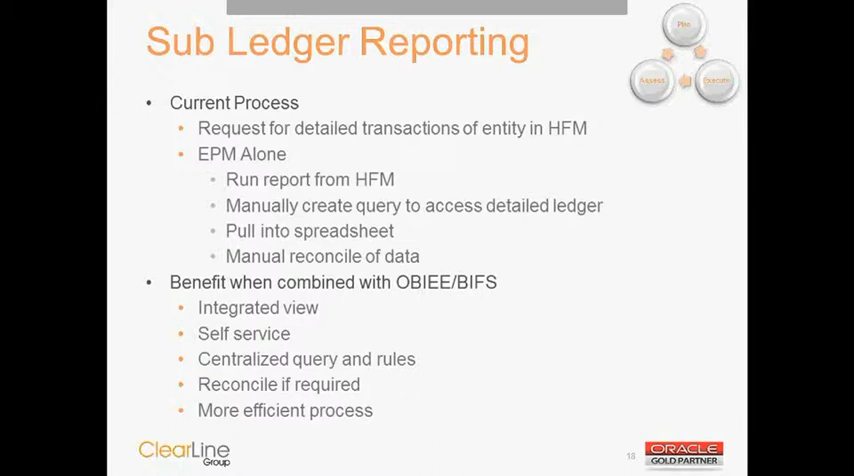 Sub Ledger Reporting
Plan
Execute
• Current Process
• Request for detailed transactions of entity in HFM
• EPM Alone
• Run report from HFM
• Manually create query to access detailed ledger
• Pull into spreadsheet
• Manual reconcile of data
• Benefit when combined with OBIEE/BIFS
• Integrated view
• Self service
• Centralized query and rules
• Reconcile if required
• More efficient process
ClearLine
Group
18
ORACLE
GOLD PARTNER